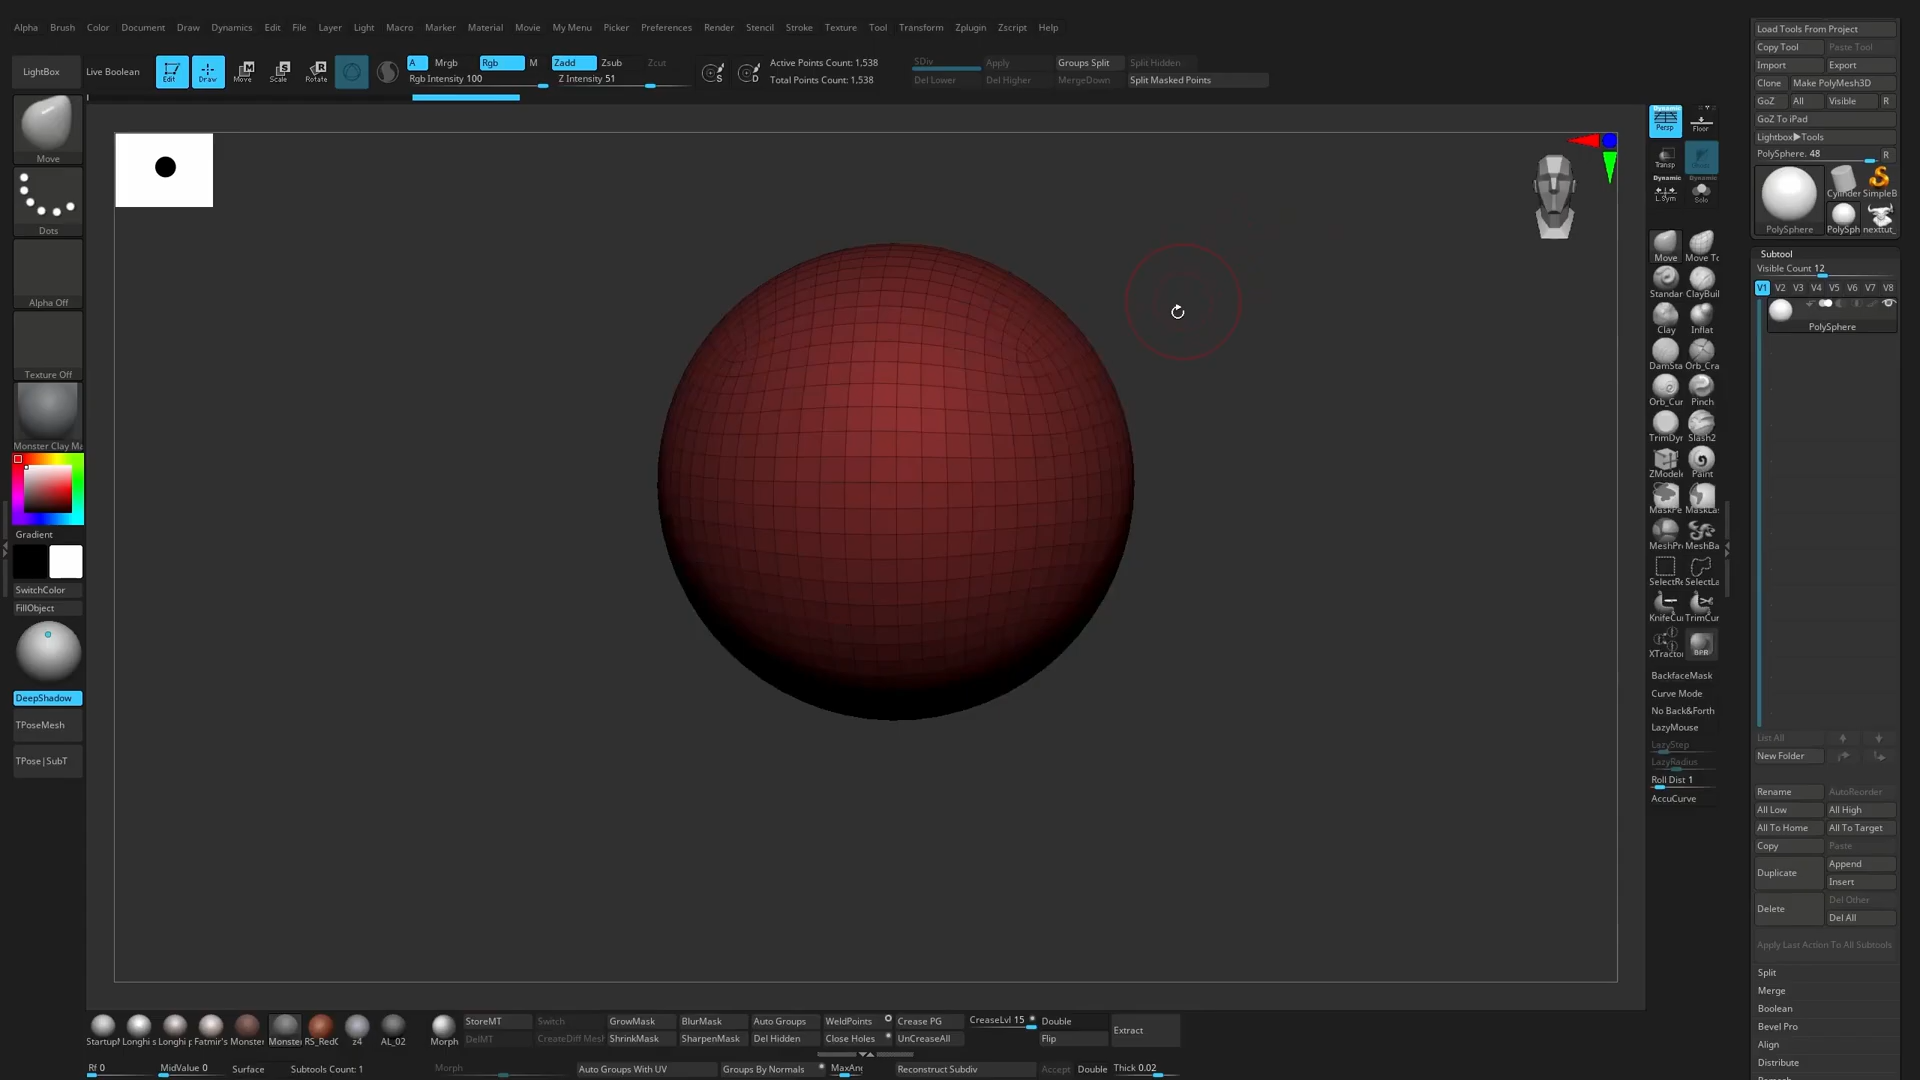 Alpha Brush Color Document Draw Dynamics Edit File Layer Light Macro Marker Material Movie My Menu Picker Preferences Render Stencil Stroke Texture Tool Transform Zplugin Zscript Help
LightBox
Live Boolean
Edit Draw Move Scale Rotate
A Mrgb Rgb M Zadd Zsub Zcut
Rgb Intensity 100 Z Intensity 51
Active Points Count: 1,538
Total Points Count: 1,538
SDiv Apply Groups Split Split Hidden
Del Lower Del Higher MergeDown Split Masked Points
Move
Dots
Alpha Off
Texture Off
Monster Clay Ma
Gradient
SwitchColor
FillObject
DeepShadow
TPoseMesh
TPose|SubT
Dynamic
Persp Floor
Transp
Dynamic Dynamic
L.Sym Solo
Move Move To
Standar ClayBuil
Clay Inflat
DamSta Orb_Cra
Orb_Cur Pinch
TrimDyn Slash2
ZModele Paint
MaskPe MaskLas
MeshPro MeshBa
SelectRe SelectLa
KnifeCur TrimCur
XTractor BPR
BackfaceMask
Curve Mode
No Back&Forth
LazyMouse
LazyStep
LazyRadius
Roll Dist 1
AccuCurve
Load Tools From Project
Copy Tool Paste Tool
Import Export
Clone Make PolyMesh3D
GoZ All Visible R
GoZ To iPad
Lightbox▶Tools
PolySphere. 48 R
Cylinder SimpleB
PolySphere PolySph nexttut_
Subtool
Visible Count 12
V1 V2 V3 V4 V5 V6 V7 V8
PolySphere
List All
New Folder
Rename AutoReorder
All Low All High
All To Home All To Target
Copy Paste
Duplicate Append
Insert
Delete Del Other
Del All
Apply Last Action To All Subtools
Split
Merge
Boolean
Bevel Pro
Align
Distribute
Startup Longhi s Longhi p Fatmir's Monster Monste RS_RedC z4 AL_02 Morph
StoreMT Switch GrowMask BlurMask Auto Groups WeldPoints Crease PG CreaseLvl 15 Double
DelMT CreateDiff Mesh ShrinkMask SharpenMask Del Hidden Close Holes UnCreaseAll Flip
Extract
Rf 0 MidValue 0 Surface Subtools Count: 1 Morph Auto Groups With UV Groups By Normals MaxAng Reconstruct Subdiv Accept Double Thick 0.02